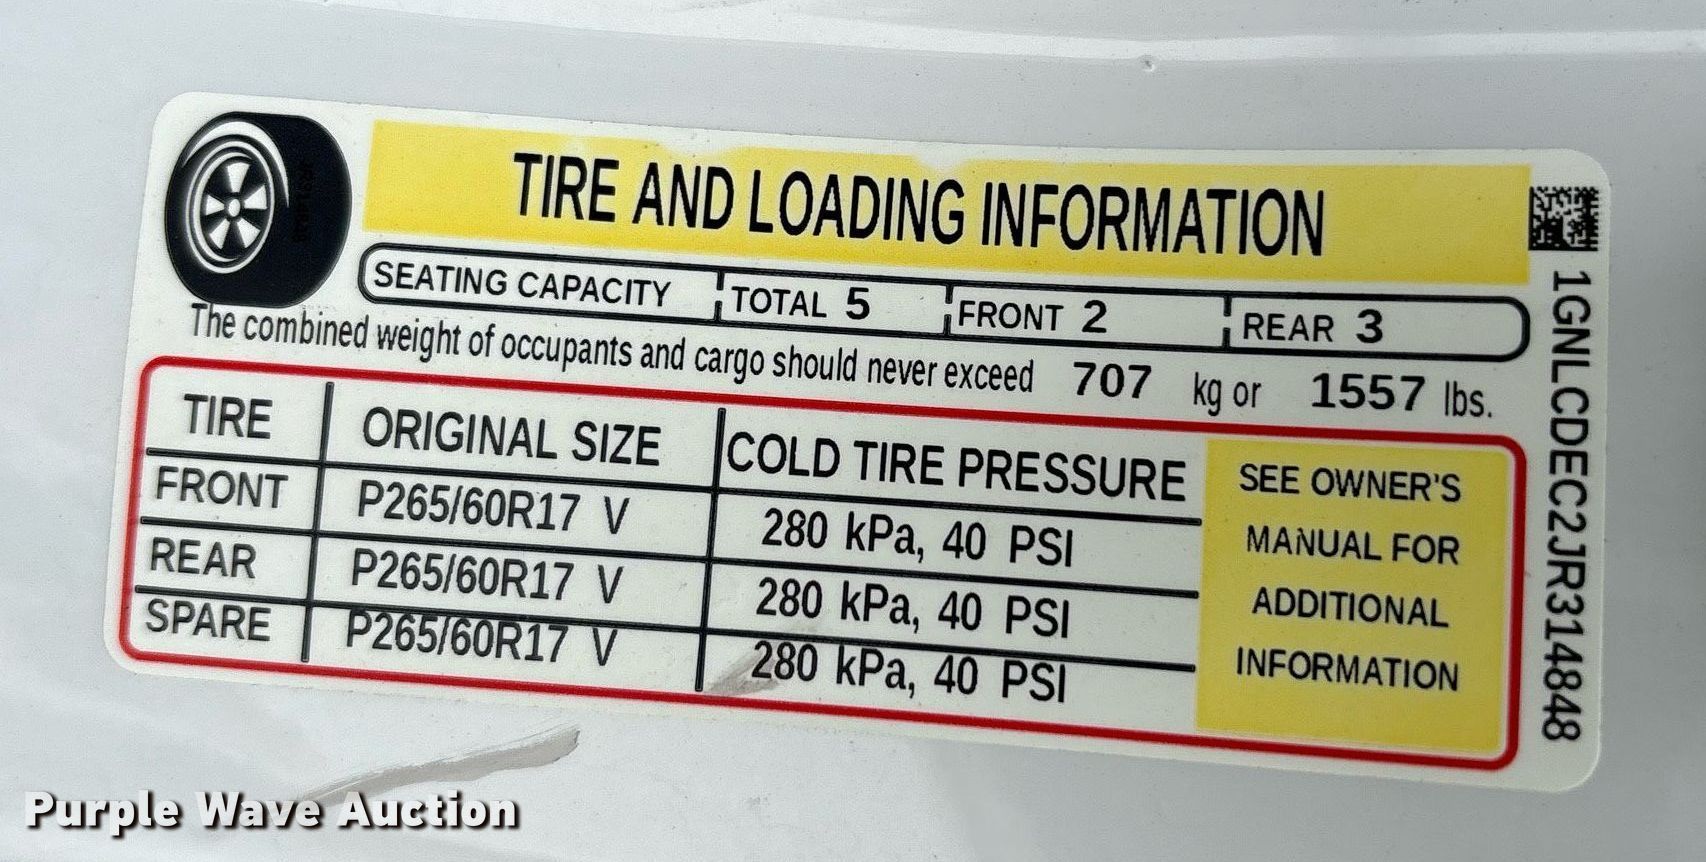 TIRE AND LOADING INFORMATION
SEATING CAPACITY TOTAL 5 FRONT 2 REAR 3
The combined weight of occupants and cargo should never exceed 707 kg or 1557 lbs.
TIRE ORIGINAL SIZE COLD TIRE PRESSURE
FRONT P265/60R17 V 280 kPa, 40 PSI
REAR P265/60R17 V 280 kPa, 40 PSI
SPARE P265/60R17 V 280 kPa, 40 PSI
SEE OWNER'S
MANUAL FOR
ADDITIONAL
INFORMATION
1GNLCDEC2JR314848
Purple Wave Auction